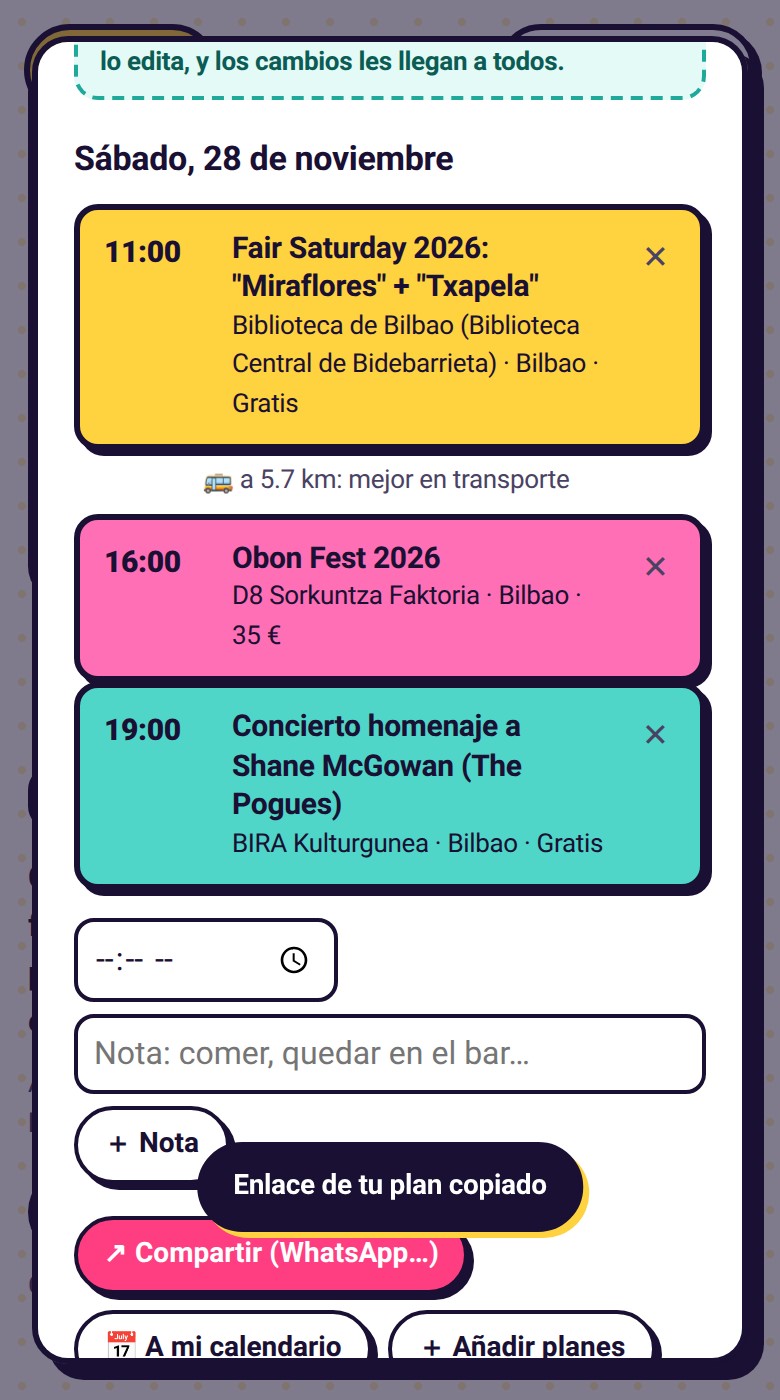 lo edita, y los cambios les llegan a todos.
Sábado, 28 de noviembre
11:00
Fair Saturday 2026:
"Miraflores" + "Txapela"
Biblioteca de Bilbao (Biblioteca
Central de Bidebarrieta) · Bilbao ·
Gratis
✕
🚌 a 5.7 km: mejor en transporte
16:00
Obon Fest 2026
D8 Sorkuntza Faktoria · Bilbao ·
35 €
✕
19:00
Concierto homenaje a
Shane McGowan (The
Pogues)
BIRA Kulturgunea · Bilbao · Gratis
✕
--:-- --
Nota: comer, quedar en el bar...
+ Nota
Enlace de tu plan copiado
↗ Compartir (WhatsApp...)
📅 A mi calendario
+ Añadir planes